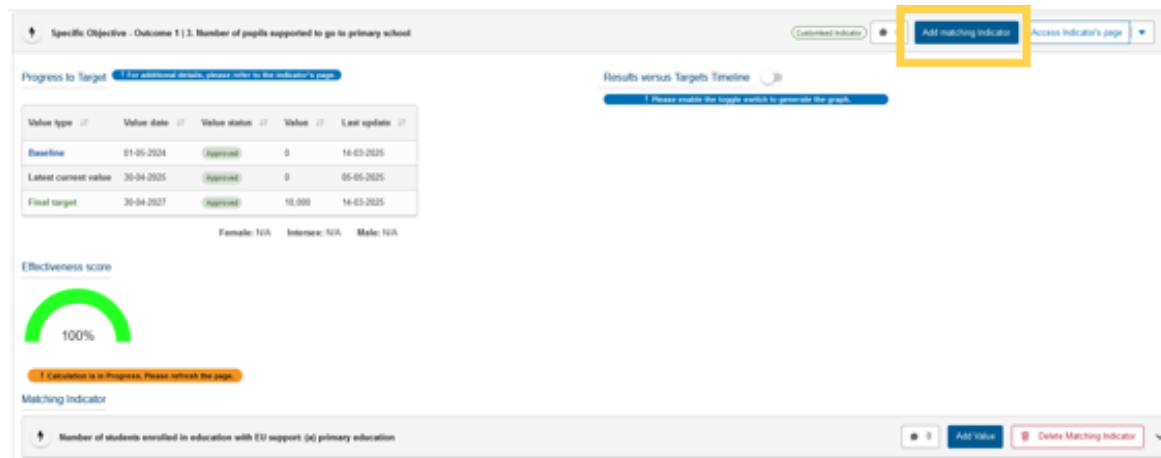 Specific Objective - Outcome 1 | 3. Number of pupils supported to go to primary school
Customised Indicator
Add matching Indicator
Access Indicator's page
Progress to Target
! For additional details, please refer to the indicator's page.
Results versus Targets Timeline
! Please enable the toggle switch to generate the graph.
Value type Value date Value status Value Last update
Baseline 01-05-2024 Approved 0 14-03-2025
Latest current value 30-04-2025 Approved 0 05-05-2025
Final target 30-04-2027 Approved 10,000 14-03-2025
Female: N/A Intersex: N/A Male: N/A
Effectiveness score
100%
! Calculation is in Progress. Please refresh the page.
Matching Indicator
Number of students enrolled in education with EU support: (a) primary education
0
Add Value
Delete Matching Indicator